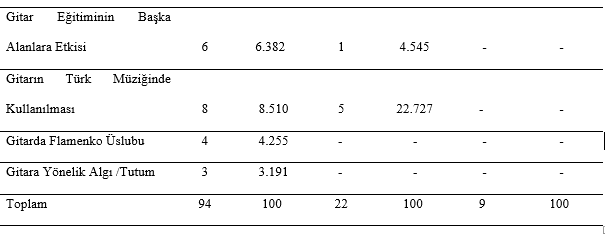 Gitar Eğitiminin Başka
Alanlara Etkisi 6 6.382 1 4.545 - -
Gitarın Türk Müziğinde
Kullanılması 8 8.510 5 22.727 - -
Gitarda Flamenko Üslubu 4 4.255 - - - -
Gitara Yönelik Algı /Tutum 3 3.191 - - - -
Toplam 94 100 22 100 9 100